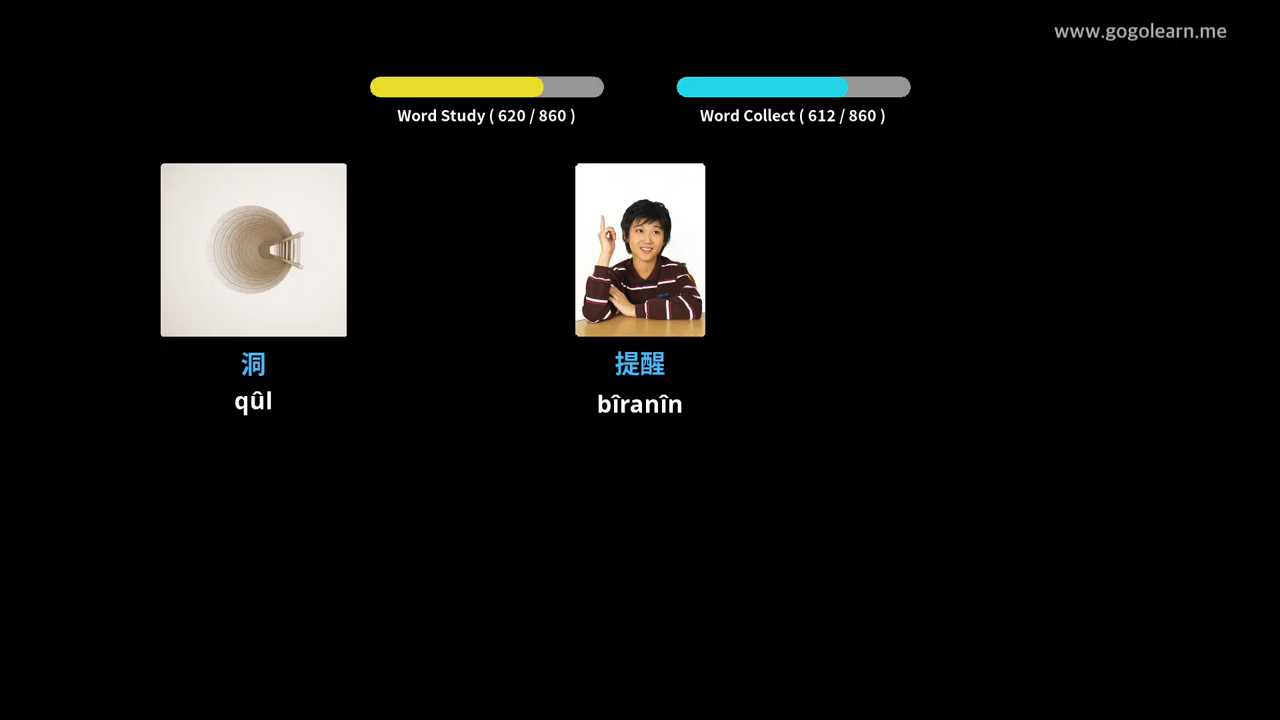 www.gogolearn.me
Word Study ( 620 / 860 )
Word Collect ( 612 / 860 )
洞
qûl
提醒
bîranîn